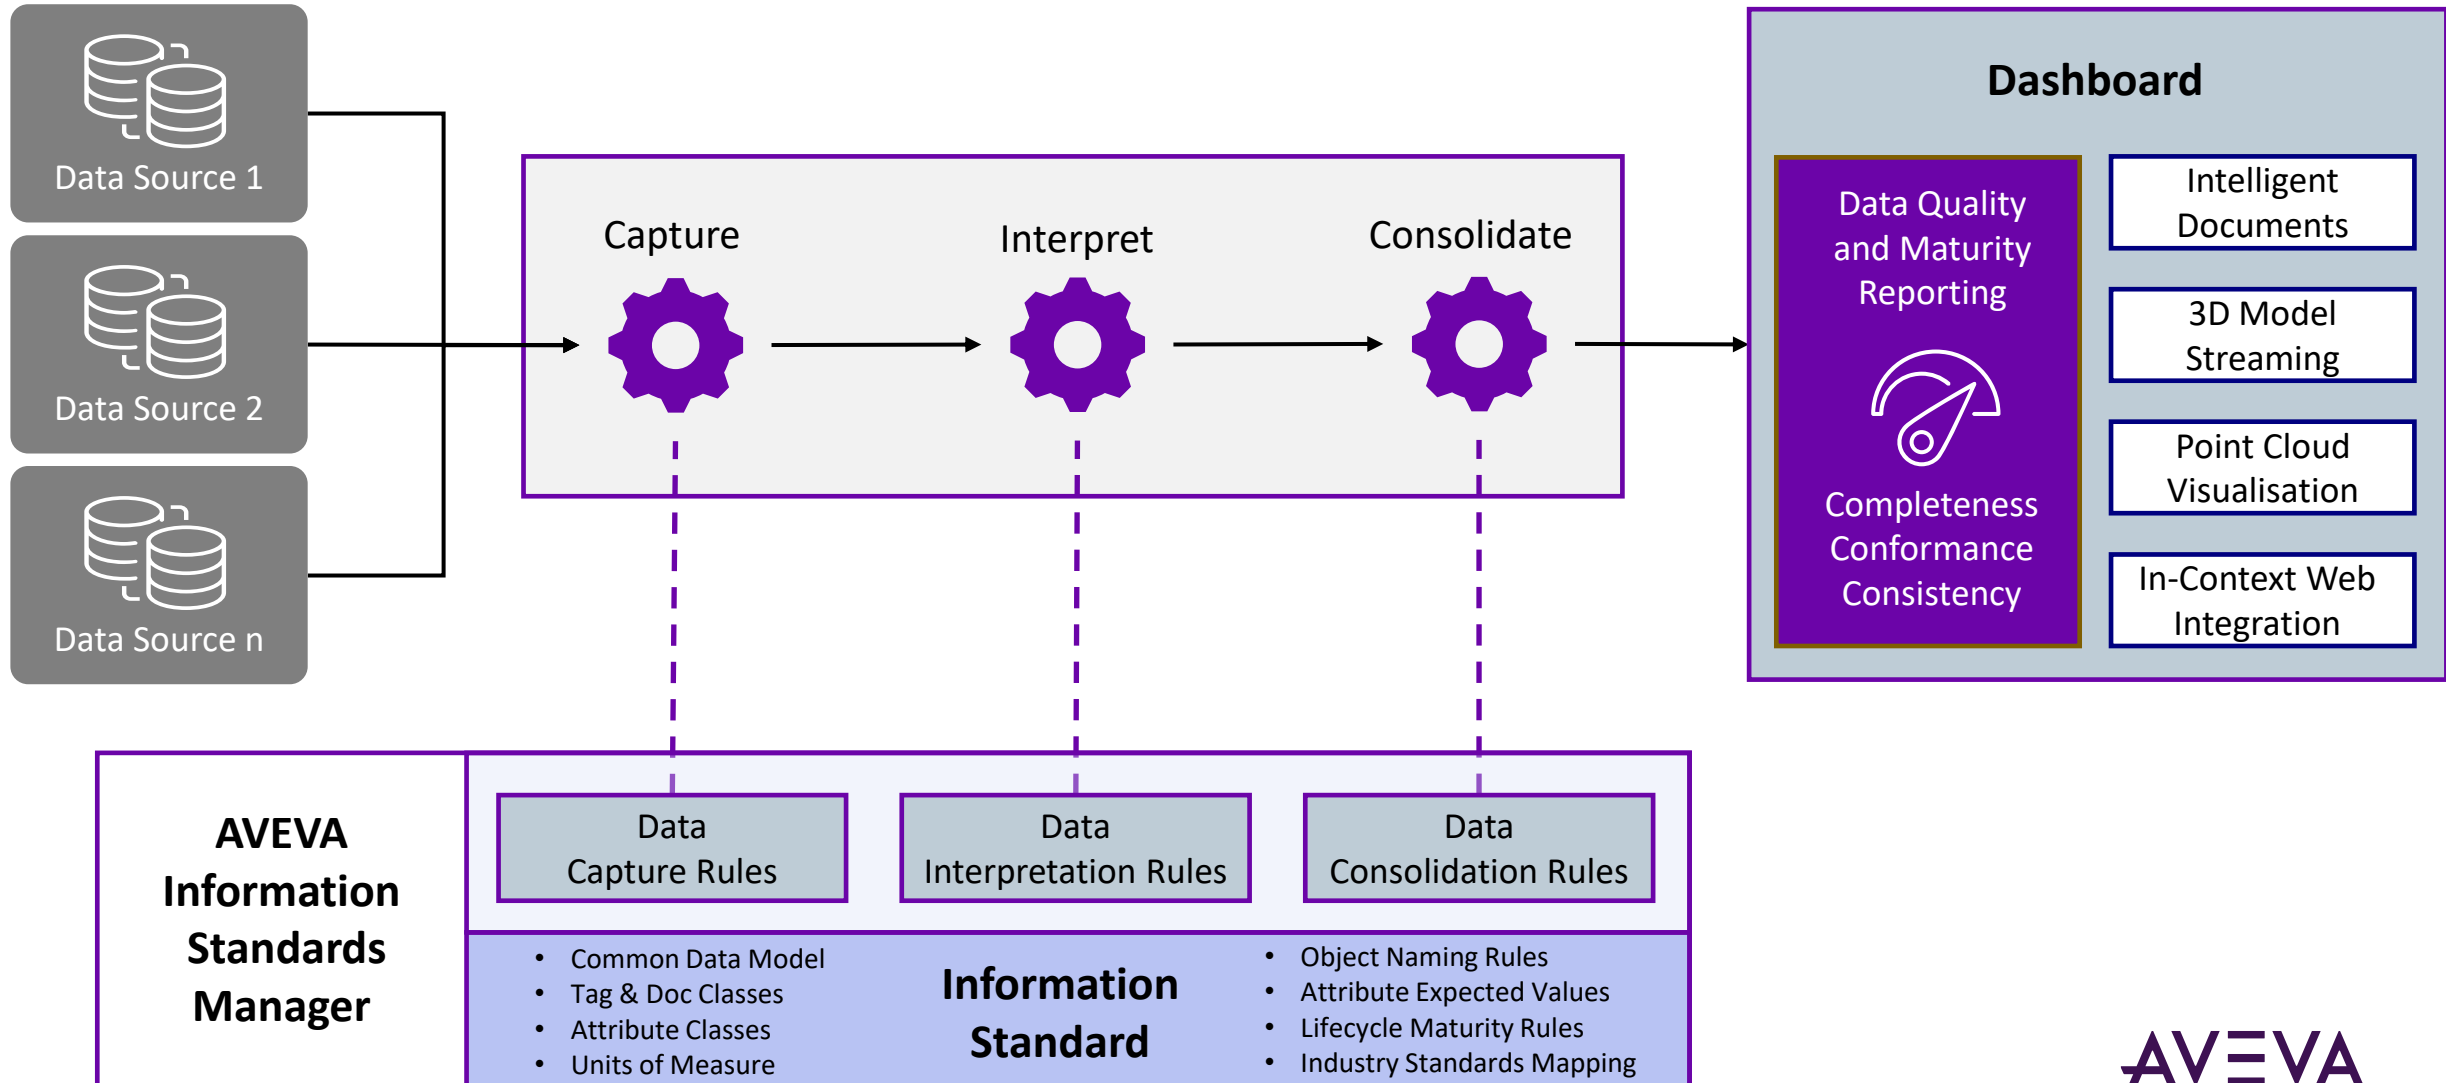 Data Source 1
Data Source 2
Data Source n
Capture
Interpret
Consolidate
Dashboard
Data Quality
and Maturity
Reporting
Completeness
Conformance
Consistency
Intelligent
Documents
3D Model
Streaming
Point Cloud
Visualisation
In-Context Web
Integration
AVEVA
Information
Standards
Manager
Data
Capture Rules
Data
Interpretation Rules
Data
Consolidation Rules
• Common Data Model
• Tag & Doc Classes
• Attribute Classes
• Units of Measure
Information
Standard
• Object Naming Rules
• Attribute Expected Values
• Lifecycle Maturity Rules
• Industry Standards Mapping
AVEVA